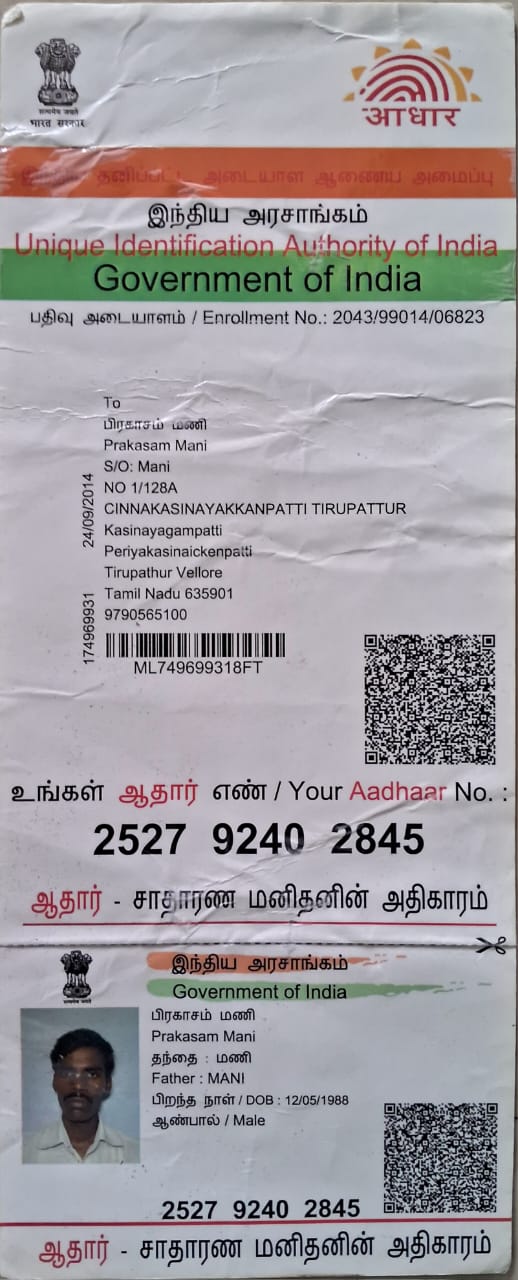 सत्यमेव जयते
भारत सरकार
आधार
அடையாள ஆணைய அமைப்பு
இந்திய அரசாங்கம்
Unique Identification Authority of India
Government of India
பதிவு அடையாளம் / Enrollment No.: 2043/99014/06823
To
பிரகாசம் மணி
Prakasam Mani
S/O: Mani
NO 1/128A
CINNAKASINAYAKKANPATTI TIRUPATTUR
Kasinayagampatti
Periyakasinaickenpatti
Tirupathur Vellore
Tamil Nadu 635901
9790565100
24/09/2014
174969931
ML749699318FT
உங்கள் ஆதார் எண் / Your Aadhaar No. :
2527 9240 2845
ஆதார் - சாதாரண மனிதனின் அதிகாரம்
இந்திய அரசாங்கம்
Government of India
பிரகாசம் மணி
Prakasam Mani
தந்தை : மணி
Father : MANI
பிறந்த நாள் / DOB : 12/05/1988
ஆண்பால் / Male
2527 9240 2845
ஆதார் - சாதாரண மனிதனின் அதிகாரம்